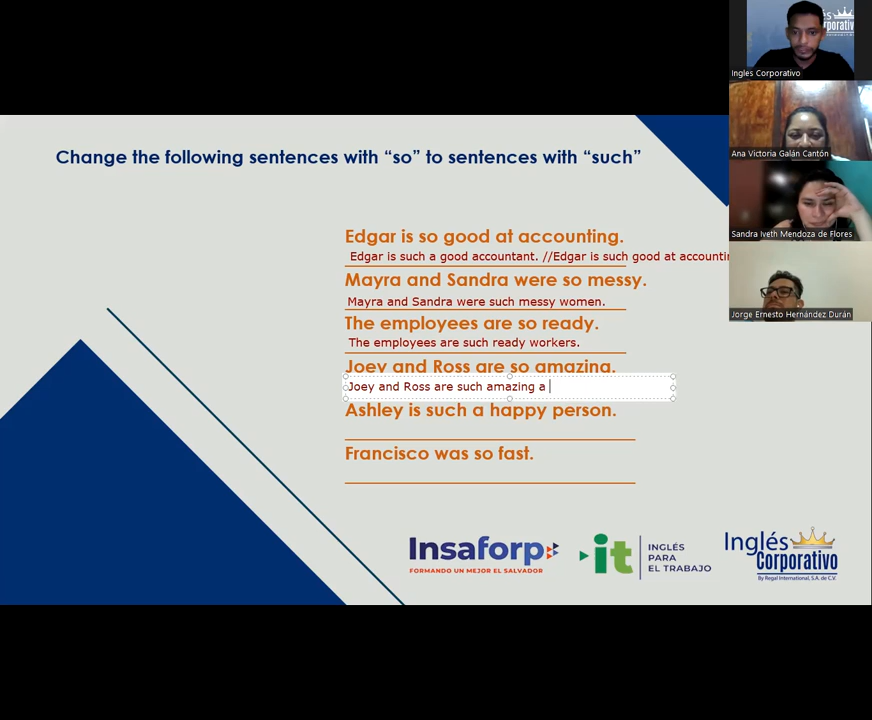 Change the following sentences with “so” to sentences with “such”
Edgar is so good at accounting.
Edgar is such a good accountant. //Edgar is such good at
Mayra and Sandra were so messy.
Mayra and Sandra were such messy women.
The employees are so ready.
The employees are such ready workers.
Joey and Ross are so amazing.
Joey and Ross are such amazing a
Ashley is such a happy person.
Francisco was so fast.
Insaforp
FORMANDO UN MEJOR EL SALVADOR
it
INGLÉS
PARA
EL TRABAJO
Inglés
Corporativo
By Regal International, S.A. de C.V.
Inglés Corporativo
Ana Victoria Galán Cantón
Sandra Iveth Mendoza de Flores
Jorge Ernesto Hernández Durán